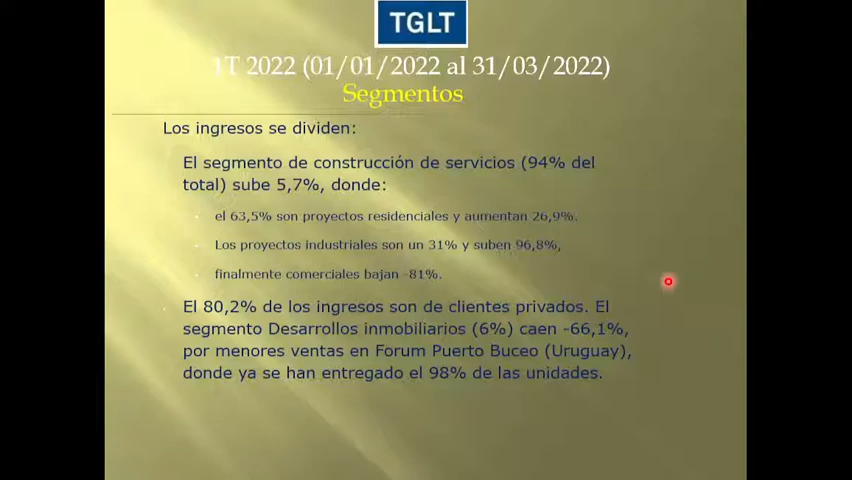 TGLT
1T 2022 (01/01/2022 al 31/03/2022)
Segmentos
Los ingresos se dividen:
El segmento de construcción de servicios (94% del
total) sube 5,7%, donde:
el 63,5% son proyectos residenciales y aumentan 26,9%.
Los proyectos industriales son un 31% y suben 96,8%,
finalmente comerciales bajan -81%.
El 80,2% de los ingresos son de clientes privados. El
segmento Desarrollos inmobiliarios (6%) caen -66,1%,
por menores ventas en Forum Puerto Buceo (Uruguay),
donde ya se han entregado el 98% de las unidades.